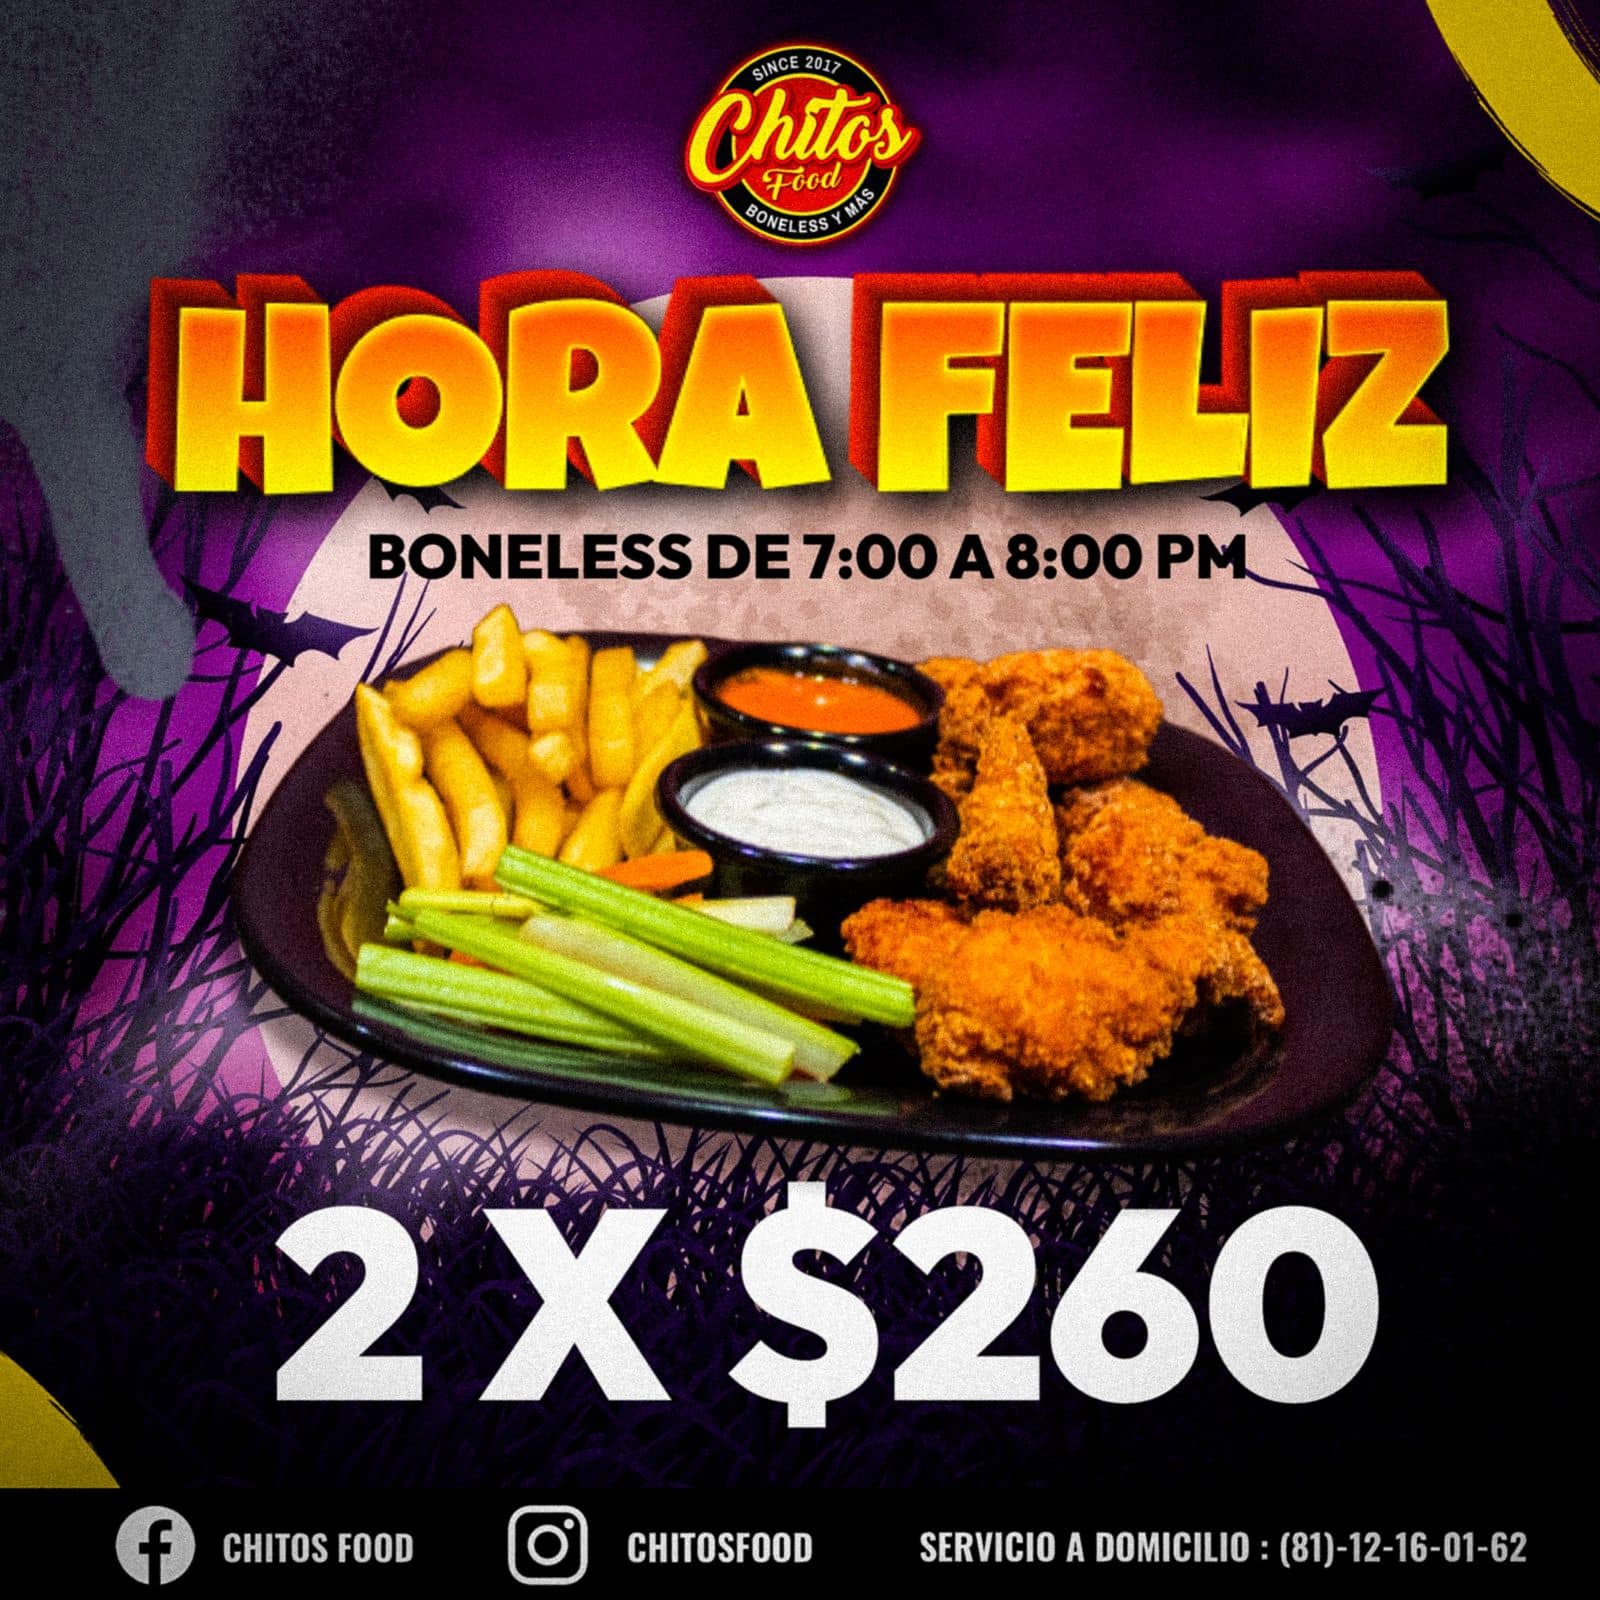 SINCE 2017
Chitos
Food
BONELESS Y MÁS
HORA FELIZ
BONELESS DE 7:00 A 8:00 PM
2 X $260
CHITOS FOOD
CHITOSFOOD
SERVICIO A DOMICILIO : (81)-12-16-01-62